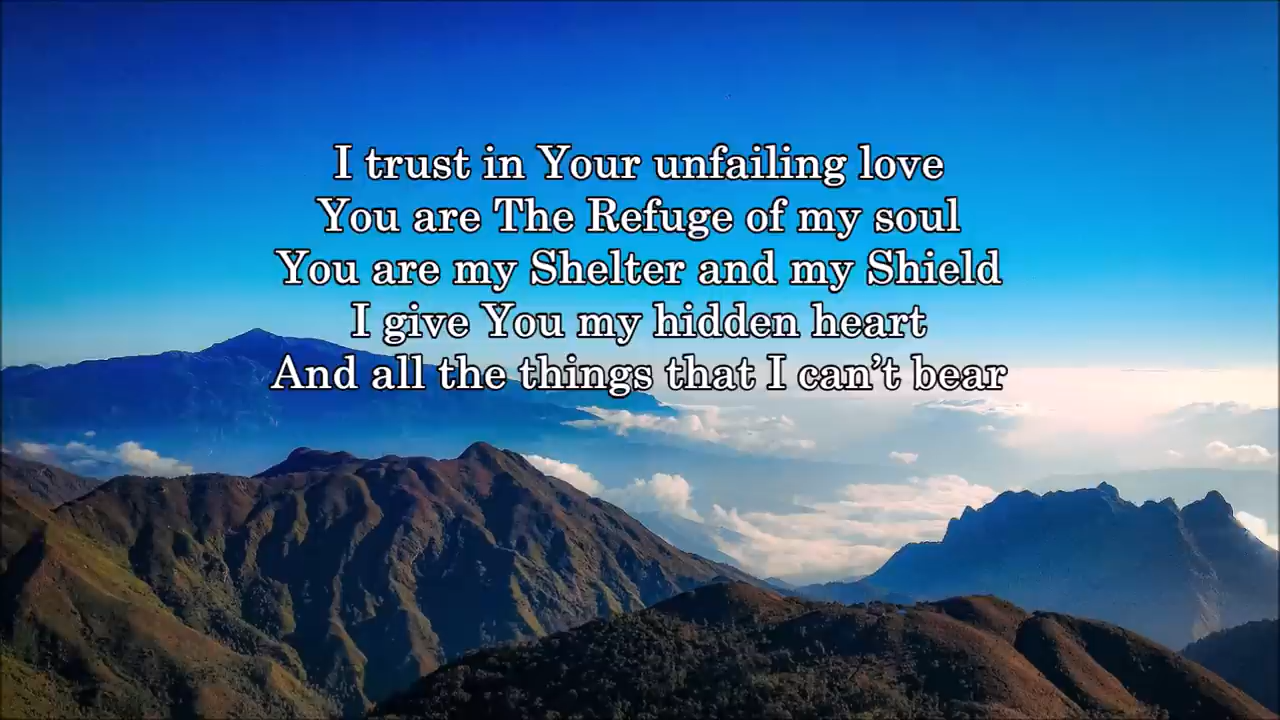 I trust in Your unfailing love
You are The Refuge of my soul
You are my Shelter and my Shield
I give You my hidden heart
And all the things that I can’t bear